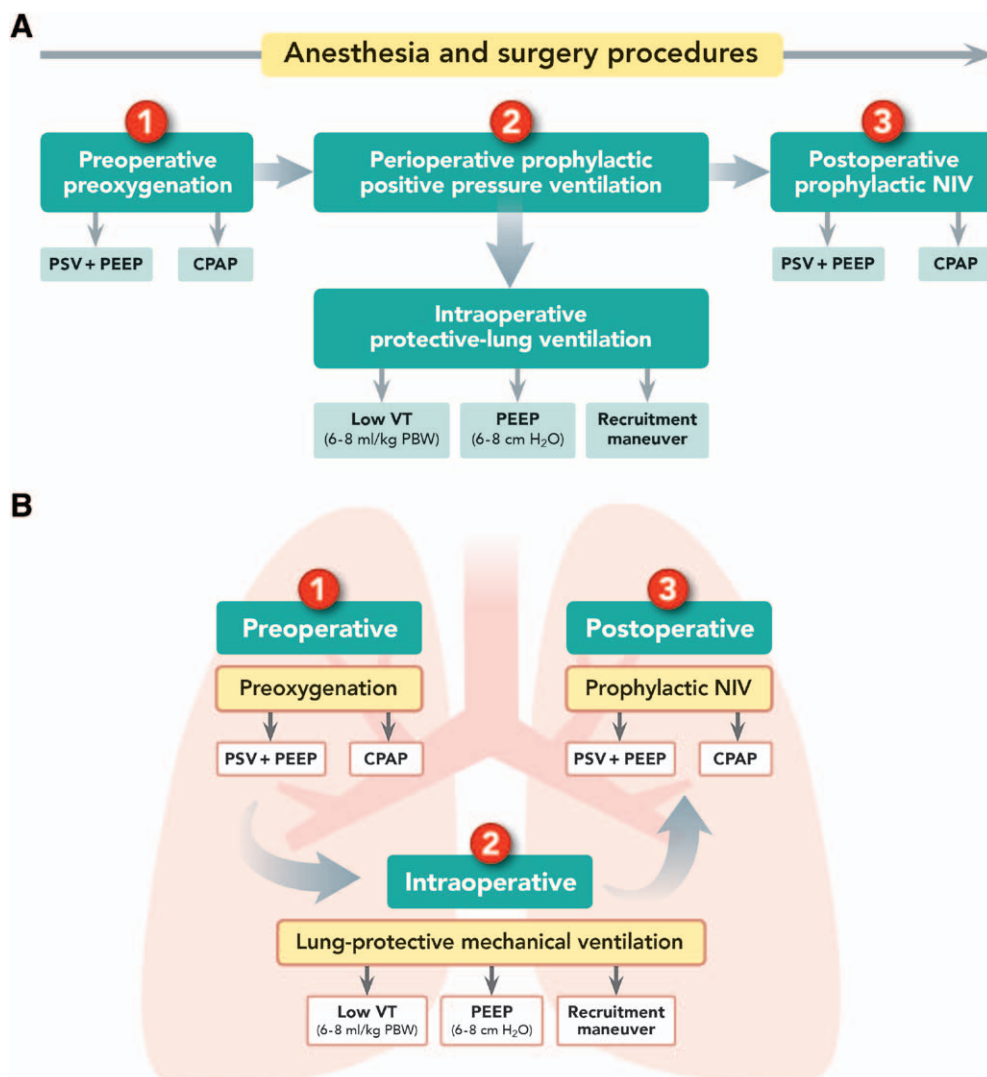 A
Anesthesia and surgery procedures
1
Preoperative
preoxygenation
PSV + PEEP
CPAP
2
Perioperative prophylactic
positive pressure ventilation
3
Postoperative
prophylactic NIV
PSV + PEEP
CPAP
Intraoperative
protective-lung ventilation
Low VT
(6-8 ml/kg PBW)
PEEP
(6-8 cm H₂O)
Recruitment
maneuver
B
1
Preoperative
Preoxygenation
PSV + PEEP
CPAP
3
Postoperative
Prophylactic NIV
PSV + PEEP
CPAP
2
Intraoperative
Lung-protective mechanical ventilation
Low VT
(6-8 ml/kg PBW)
PEEP
(6-8 cm H₂O)
Recruitment
maneuver